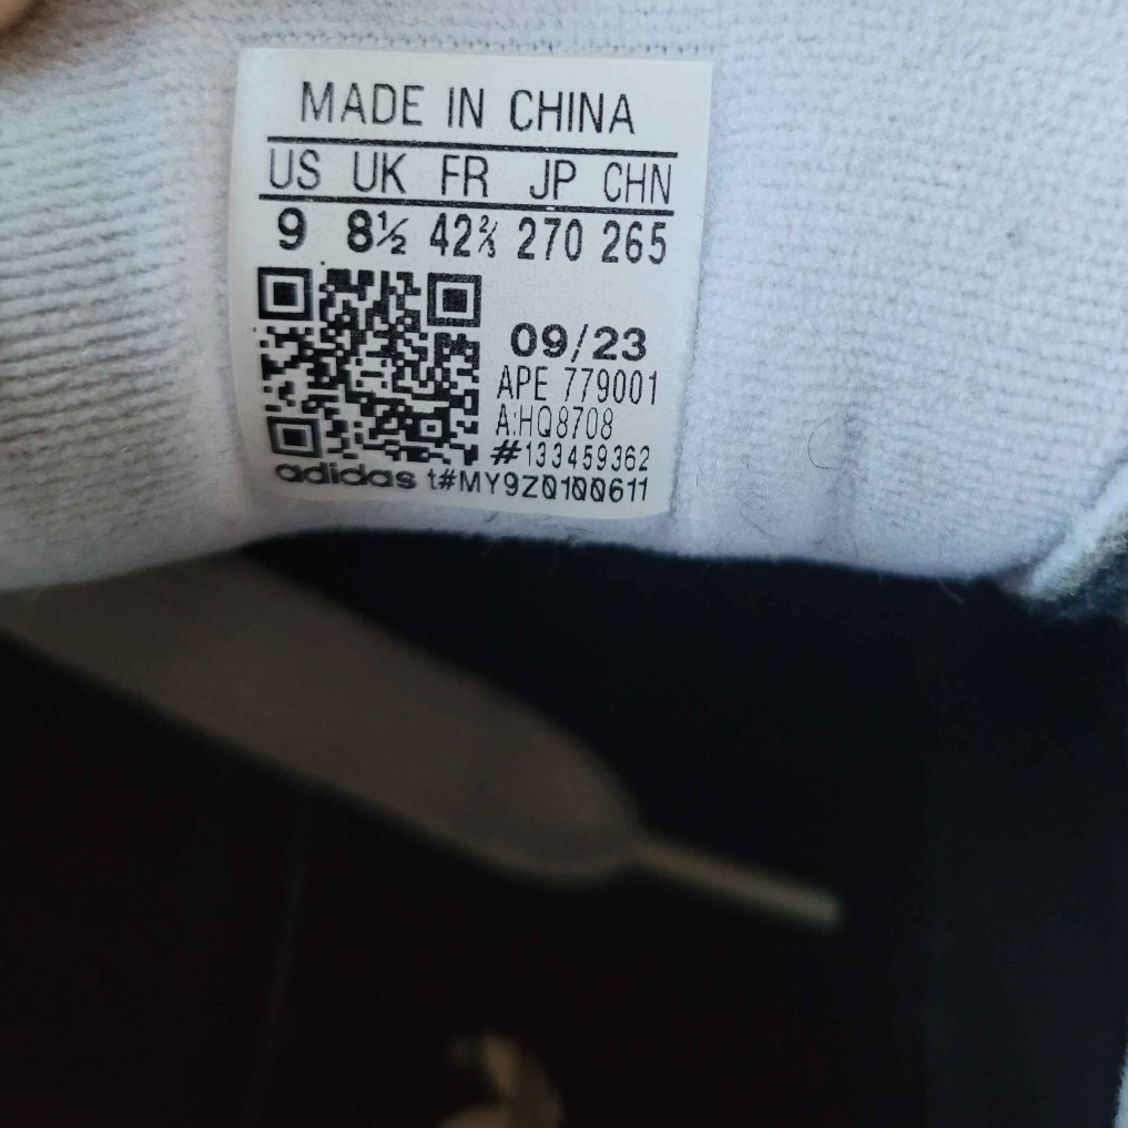 MADE IN CHINA
US UK FR JP CHN
9 8½ 42⅔ 270 265
09/23
APE 779001
A:HQ8708
#133459362
adidas t#MY9Z0100611